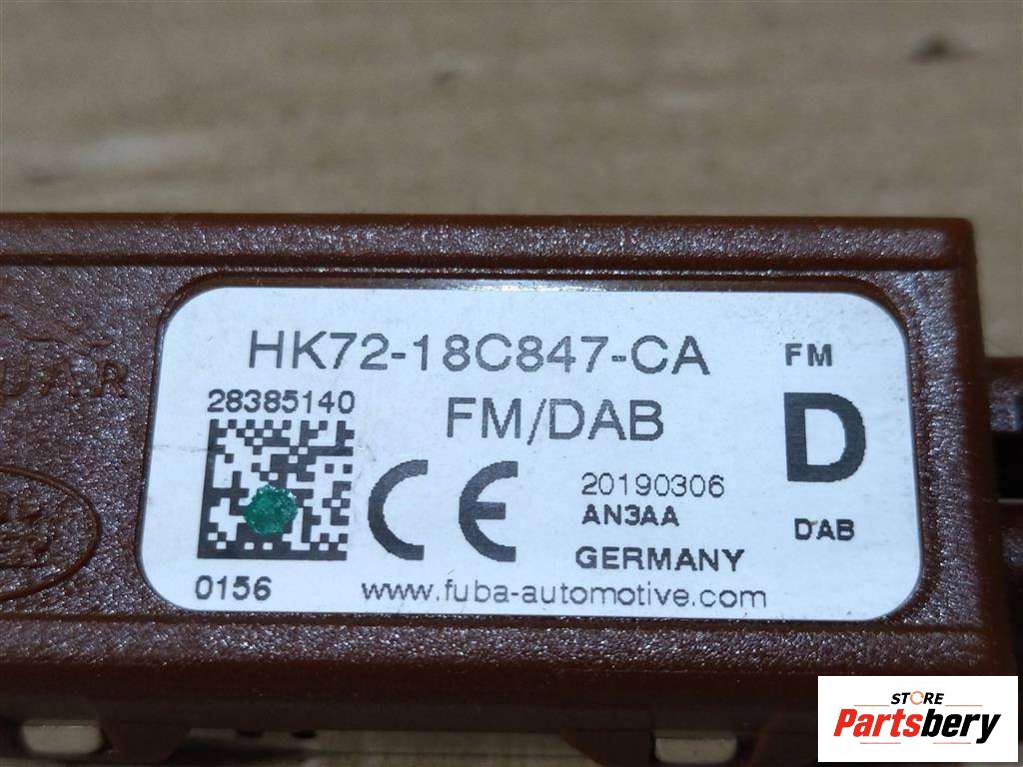 HK72-18C847-CA
FM
28385140
FM/DAB
D
20190306
AN3AA
DAB
GERMANY
0156
www.fuba-automotive.com
STORE
Partsbery